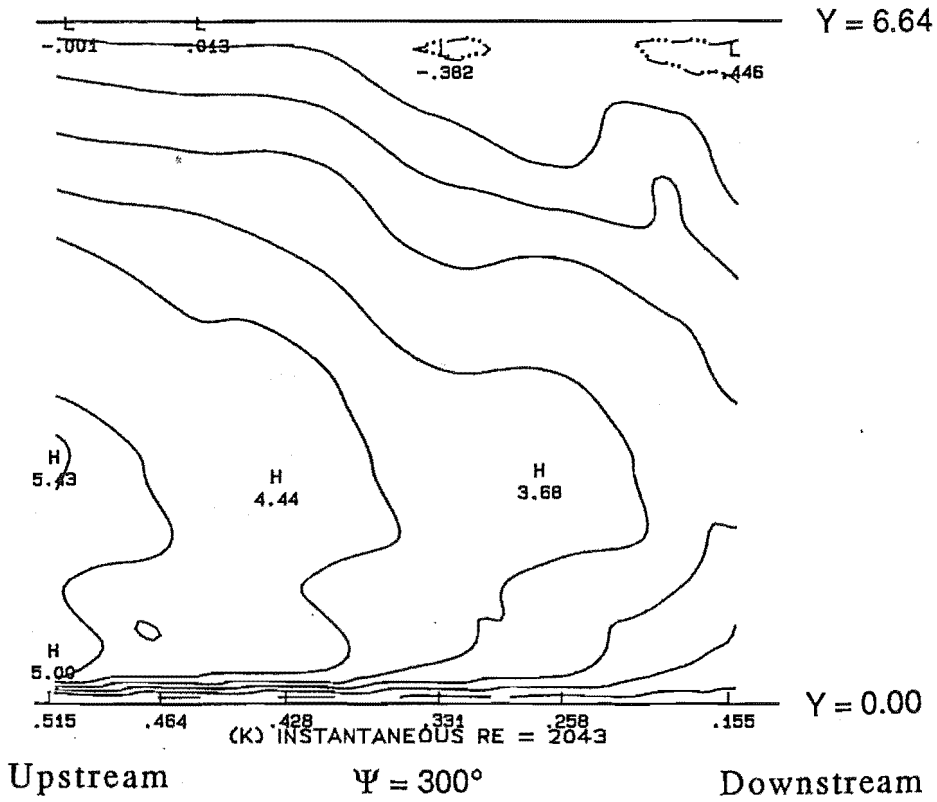 Y = 6.64
L L L L
-.001 .013 -.382 .446
H H H
5.43 4.44 3.68
H
5.00
Y = 0.00
.515 .464 .428 .331 .258 .155
(K) INSTANTANEOUS RE = 2043
Upstream Ψ = 300° Downstream